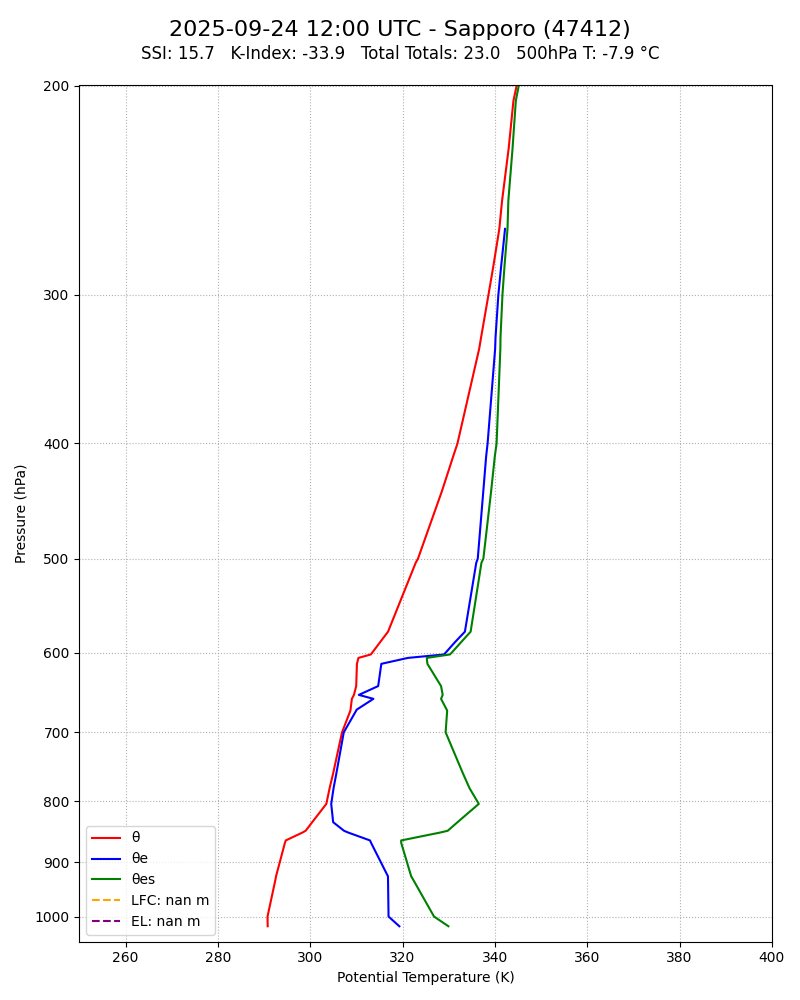 2025-09-24 12:00 UTC - Sapporo (47412)
SSI: 15.7   K-Index: -33.9   Total Totals: 23.0   500hPa T: -7.9 °C
200
300
400
500
600
700
800
900
1000
Pressure (hPa)
θ
θe
θes
LFC: nan m
EL: nan m
260 280 300 320 340 360 380 400
Potential Temperature (K)